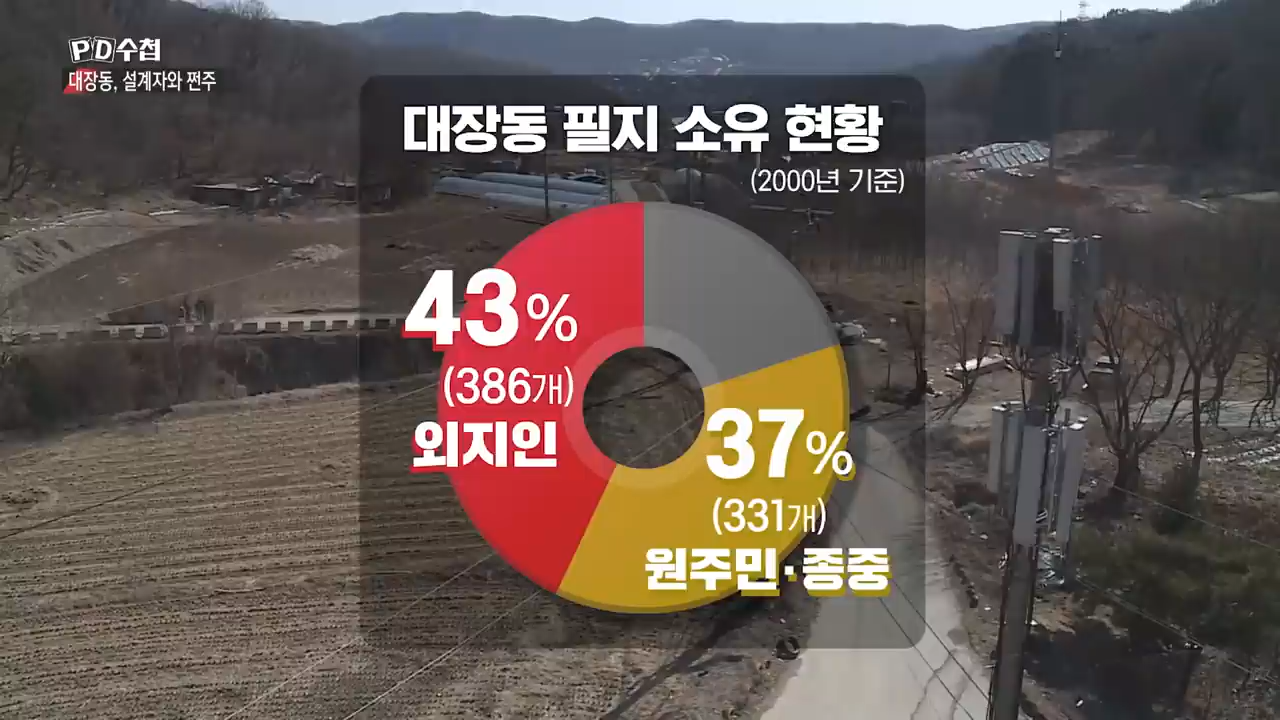 PD수첩
대장동, 설계자와 쩐주
대장동 필지 소유 현황
(2000년 기준)
43%
(386개)
외지인
37%
(331개)
원주민·종중